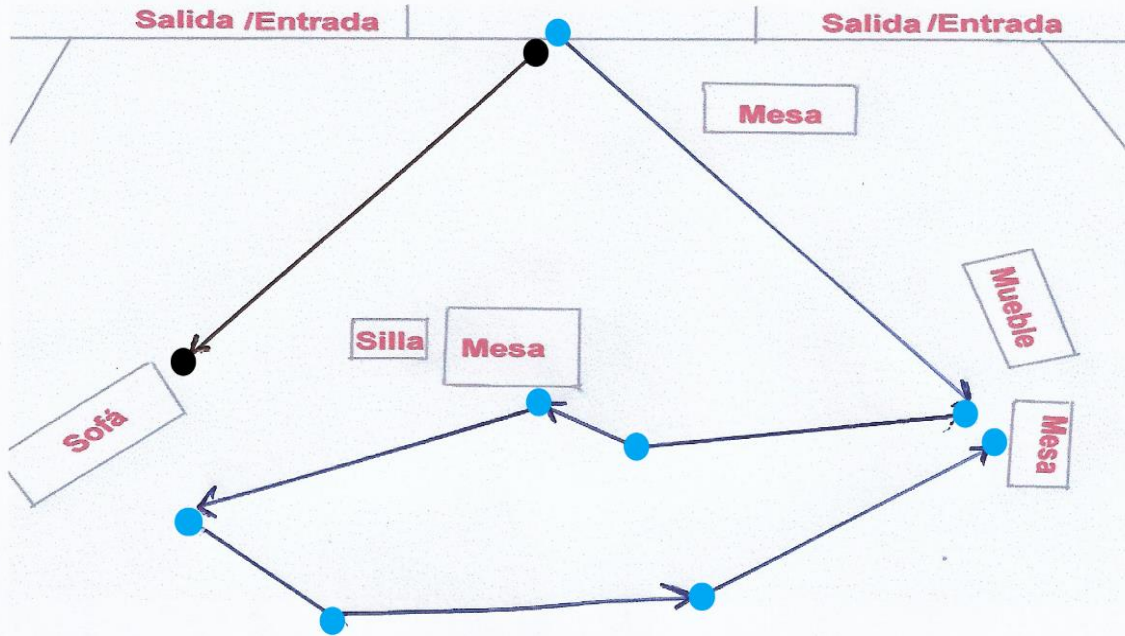 Salida /Entrada
Salida /Entrada
Mesa
Mueble
Silla
Mesa
Sofá
Mesa